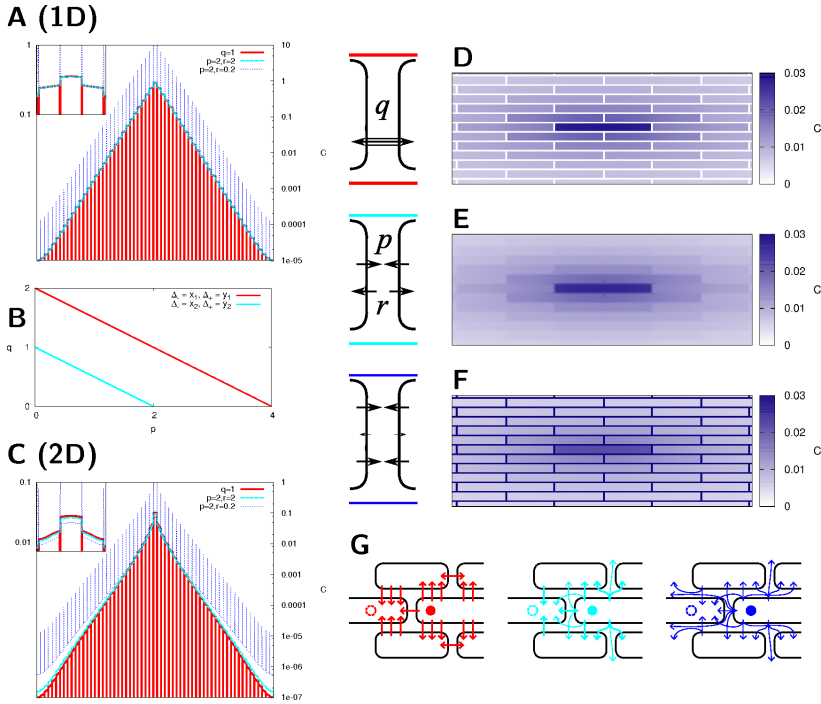 A (1D)
q=1
p=2,r=2
p=2,r=0.2
1
0.1
10
1
0.1
0.01
0.001
0.0001
1e-05
C
B
Δ₋ = x₁, Δ₊ = y₁
Δ₋ = x₂, Δ₊ = y₂
2
1
0
q
0
2
4
p
C (2D)
q=1
p=2,r=2
p=2,r=0.2
0.1
0.01
1
0.1
0.01
0.001
0.0001
1e-05
1e-06
1e-07
C
q
p
r
D
0.03
0.02
0.01
0
C
E
0.03
0.02
0.01
0
C
F
0.03
0.02
0.01
0
C
G